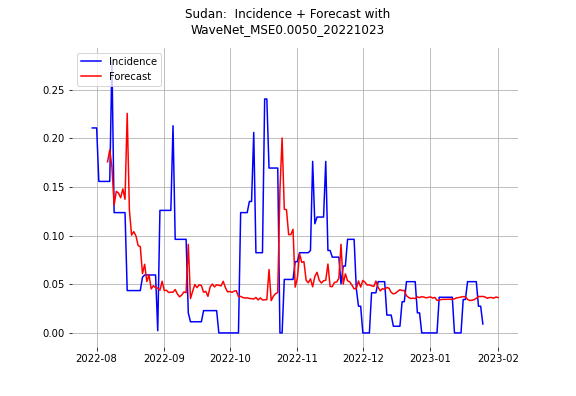 Sudan:  Incidence + Forecast with
WaveNet_MSE0.0050_20221023
Incidence
Forecast
0.25
0.20
0.15
0.10
0.05
0.00
2022-08 2022-09 2022-10 2022-11 2022-12 2023-01 2023-02